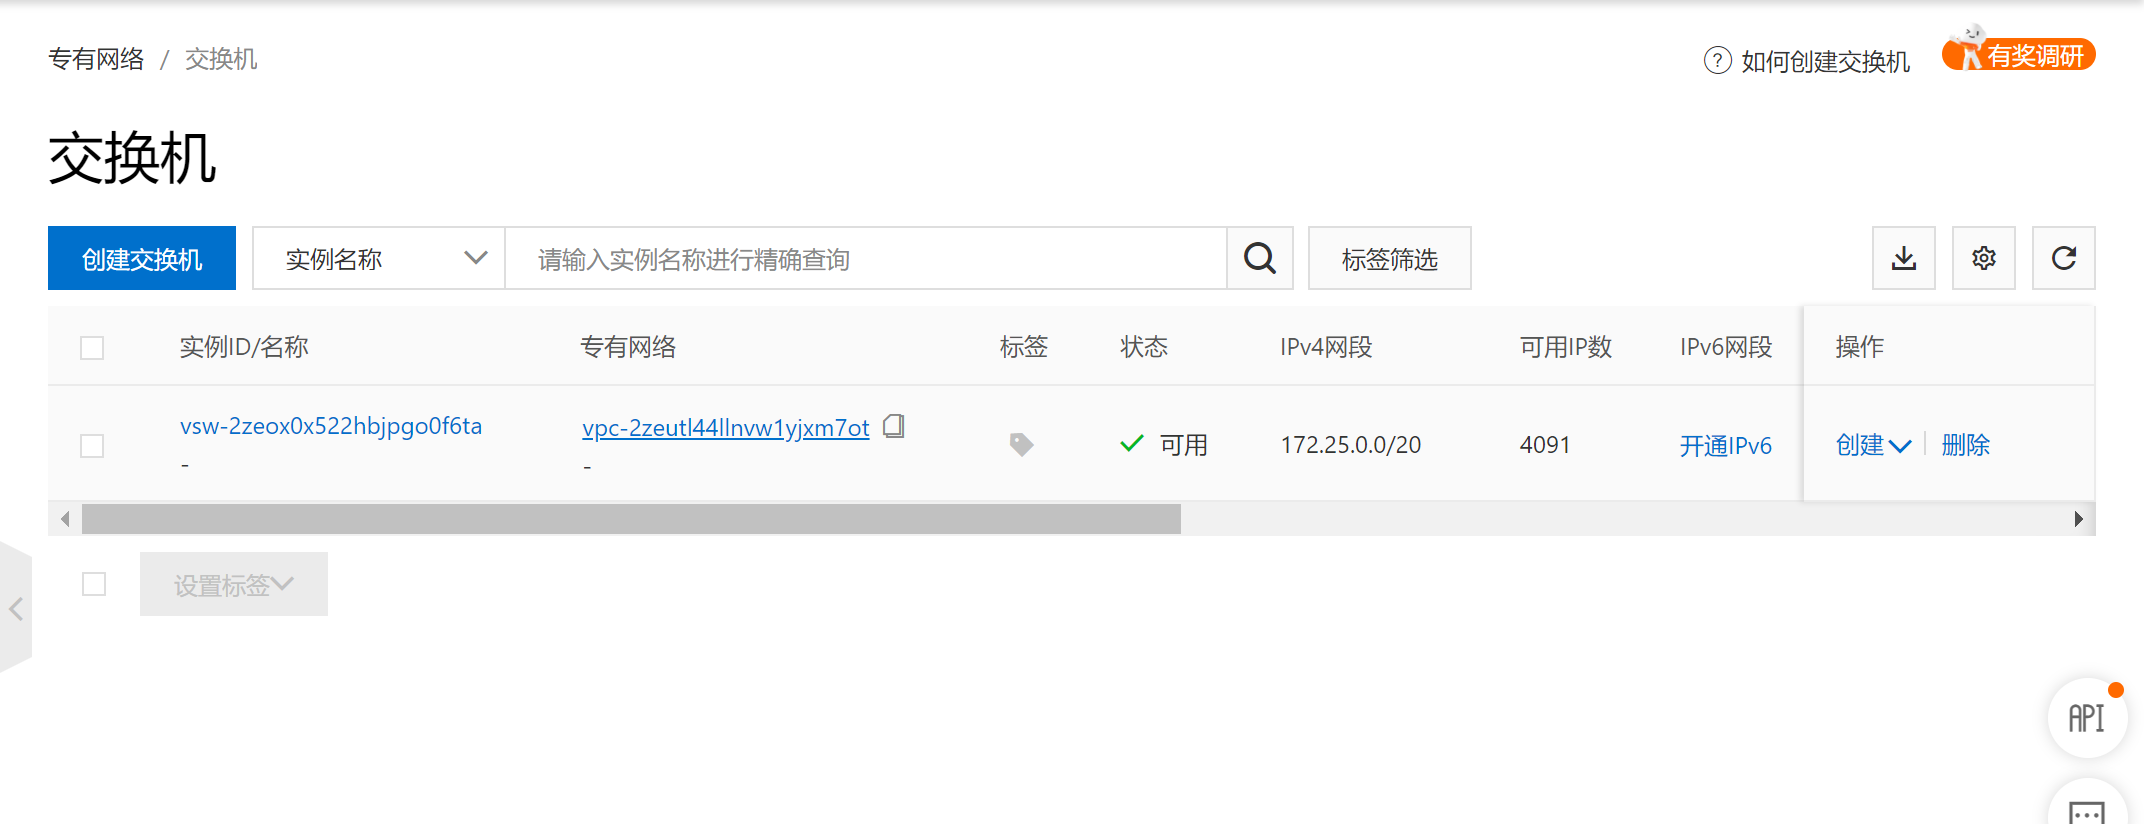 专有网络 / 交换机
如何创建交换机
有奖调研
交换机
创建交换机
实例名称
请输入实例名称进行精确查询
标签筛选
实例ID/名称 专有网络 标签 状态 IPv4网段 可用IP数 IPv6网段 操作
vsw-2zeox0x522hbjpgo0f6ta vpc-2zeutl44llnvw1yjxm7ot 可用 172.25.0.0/20 4091 开通IPv6 创建 删除
- -
设置标签
API